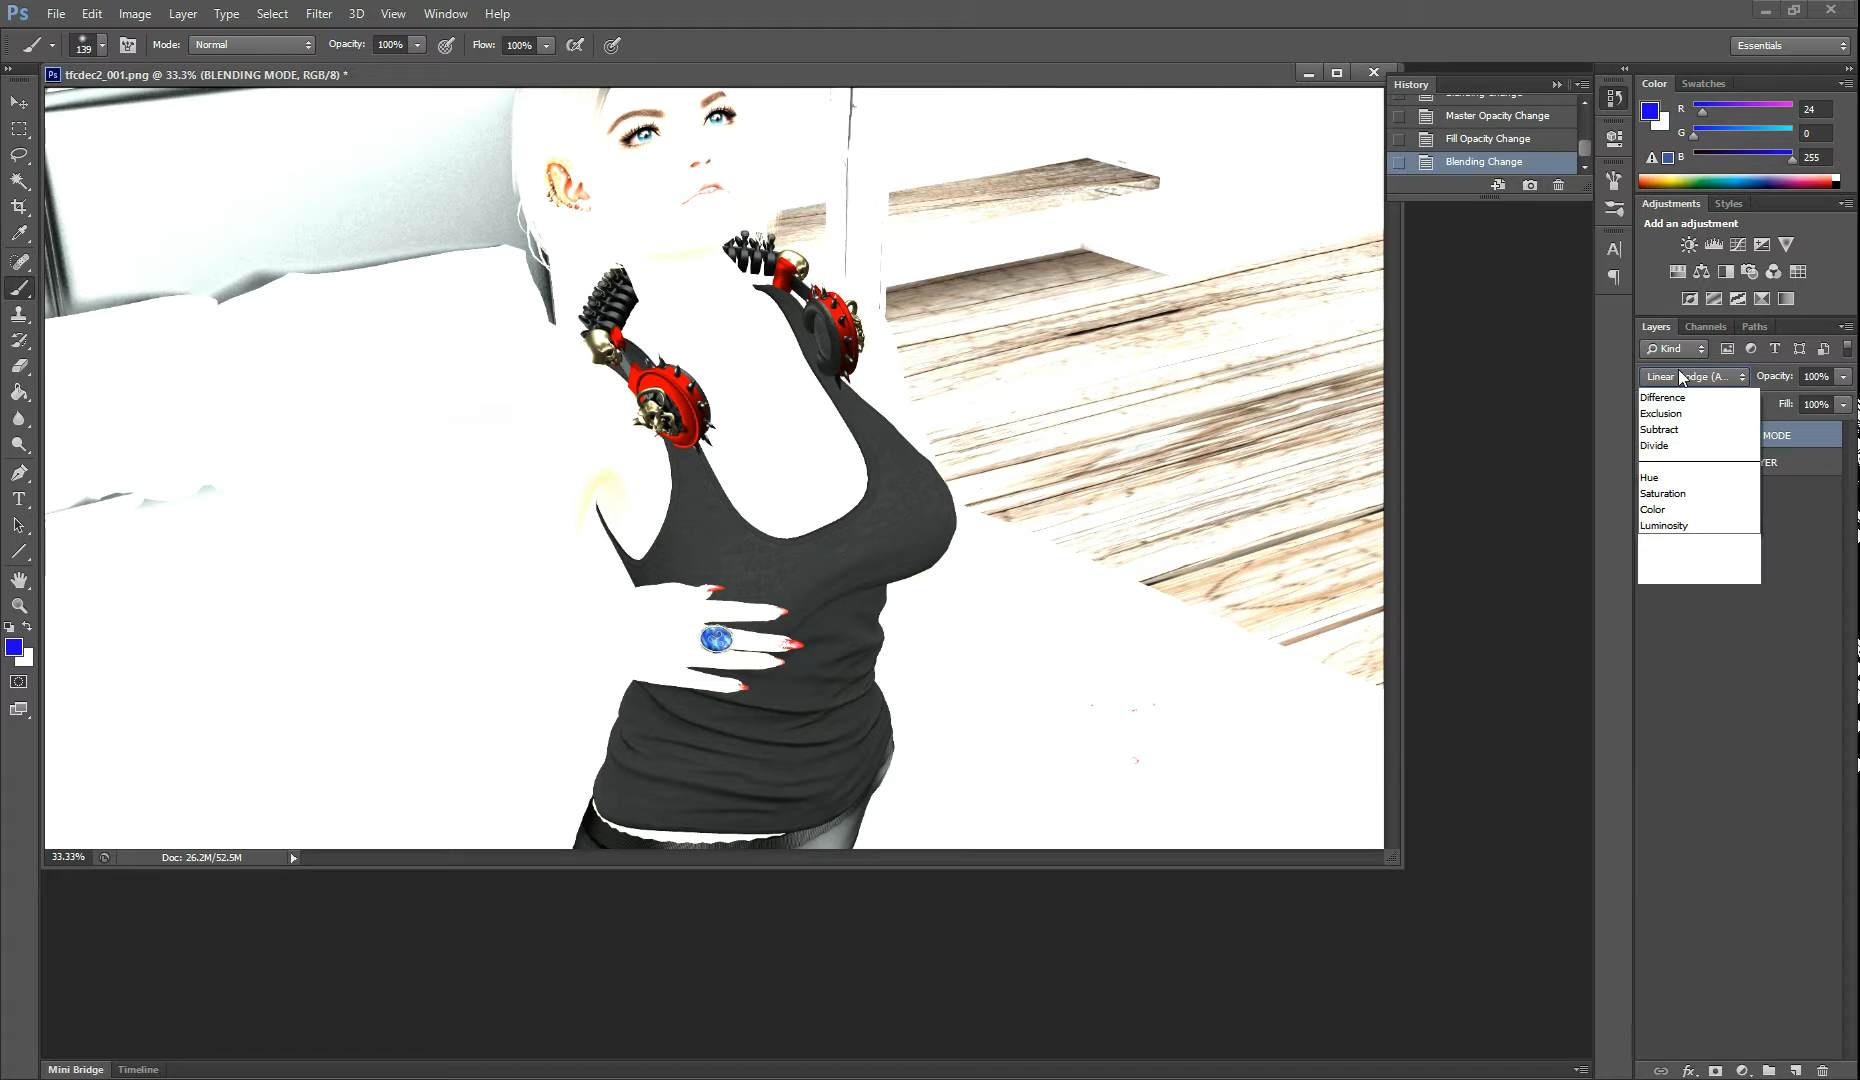 Ps File Edit Image Layer Type Select Filter 3D View Window Help
139 Mode: Normal Opacity: 100% Flow: 100% Essentials
Ps tfcdec2_001.png @ 33.3% (BLENDING MODE, RGB/8) *
History
Master Opacity Change
Fill Opacity Change
Blending Change
Color Swatches
R 24
G 0
B 255
Adjustments Styles
Add an adjustment
Layers Channels Paths
Kind
Linear Opacity: 100%
Fill: 100%
Difference
Exclusion
Subtract
Divide
Hue
Saturation
Color
Luminosity
MODE
33.33% Doc: 26.2M/52.5M
Mini Bridge Timeline